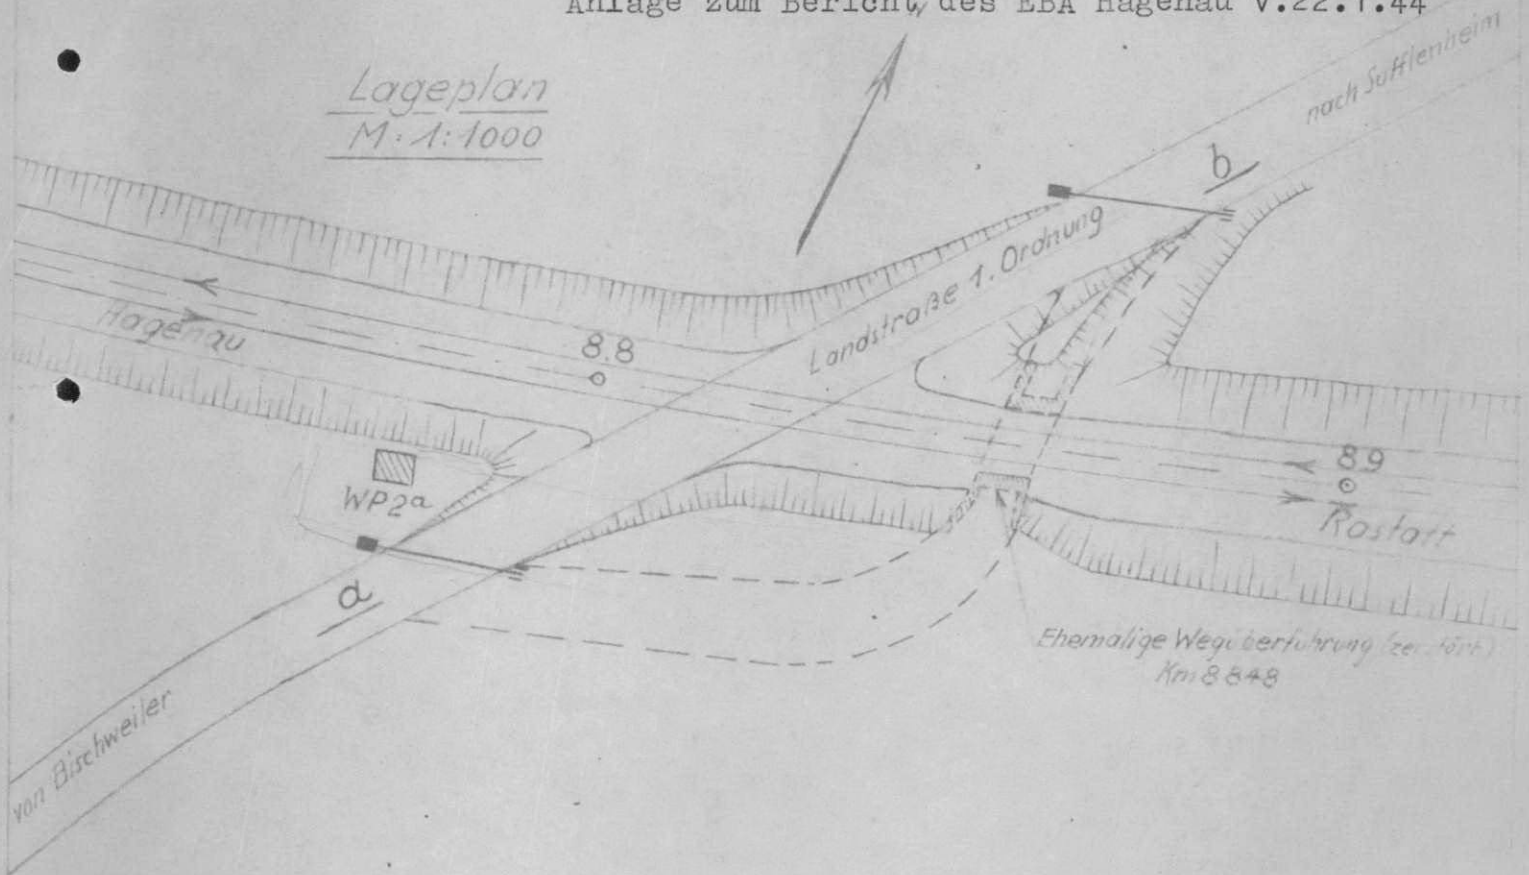 Anlage zum Bericht, des EBA Hagenau v.22.1.44
Lageplan
M. 1:1000
nach Sufflenheim
b
Landstraße 1. Ordnung
Hagenau
8.8
8.9
Rastatt
WP2a
a
Ehemalige Wegüberführung (zerstört)
Km 8848
von Bischweiler